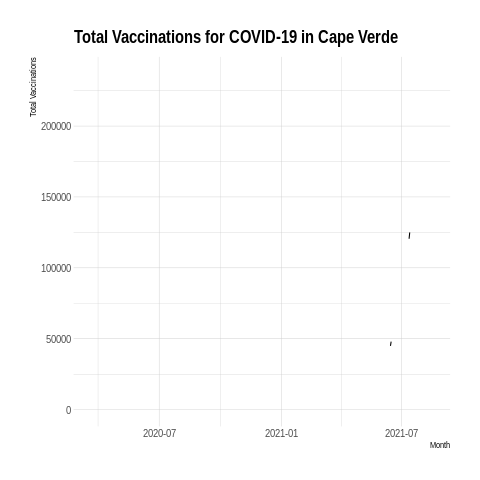 Total Vaccinations for COVID-19 in Cape Verde
Total Vaccinations
200000
150000
100000
50000
0
2020-07 2021-01 2021-07
Month